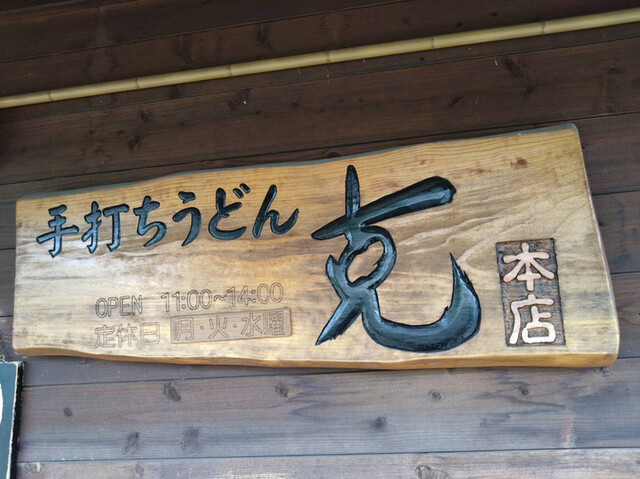 手打ちうどん
克
本店
OPEN 11:00~14:00
定休日 月・火・水曜